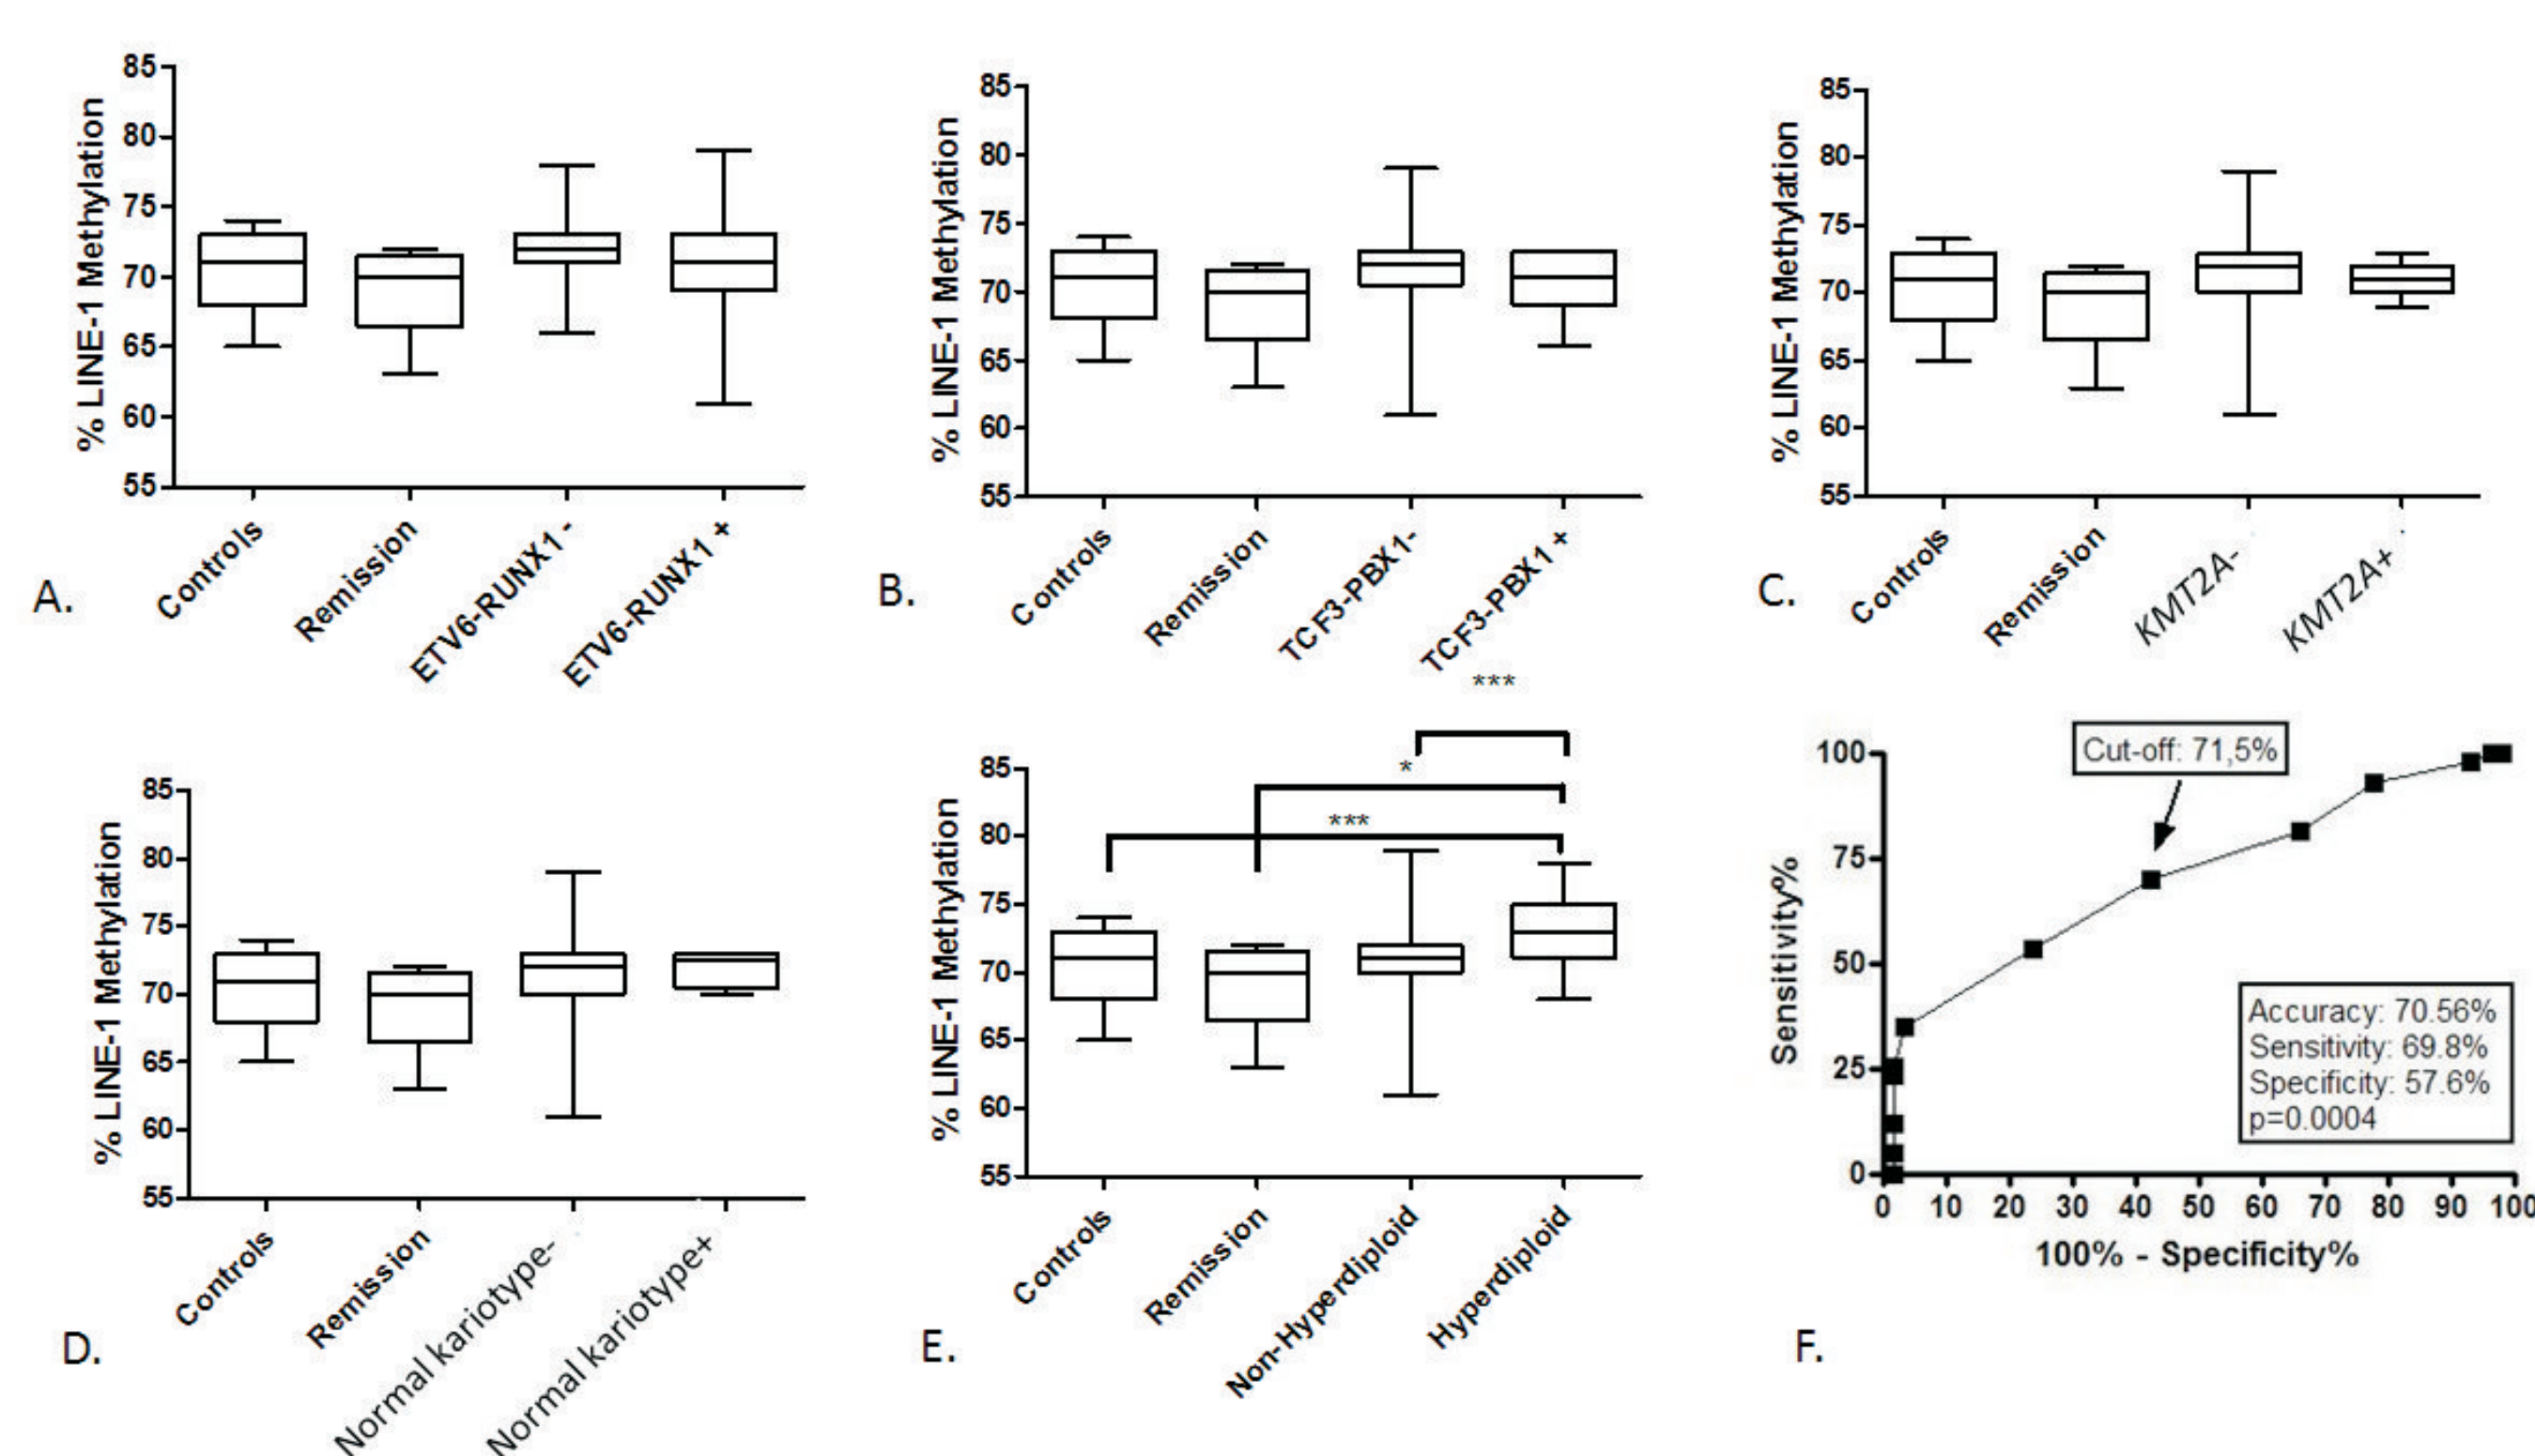 85
80
75
70
65
60
55
% LINE-1 Methylation
Controls
Remission
ETV6-RUNX1-
ETV6-RUNX1+
A.
85
80
75
70
65
60
55
% LINE-1 Methylation
Controls
Remission
TCF3-PBX1-
TCF3-PBX1+
B.
85
80
75
70
65
60
55
% LINE-1 Methylation
Controls
Remission
KMT2A-
KMT2A+
C.
85
80
75
70
65
60
55
% LINE-1 Methylation
Controls
Remission
Normal kariotype-
Normal kariotype+
D.
***
*
***
85
80
75
70
65
60
55
% LINE-1 Methylation
Controls
Remission
Non-Hyperdiploid
Hyperdiploid
E.
Cut-off: 71,5%
100
75
50
25
0
Sensitivity%
Accuracy: 70.56%
Sensitivity: 69.8%
Specificity: 57.6%
p=0.0004
0 10 20 30 40 50 60 70 80 90 100
100% - Specificity%
F.